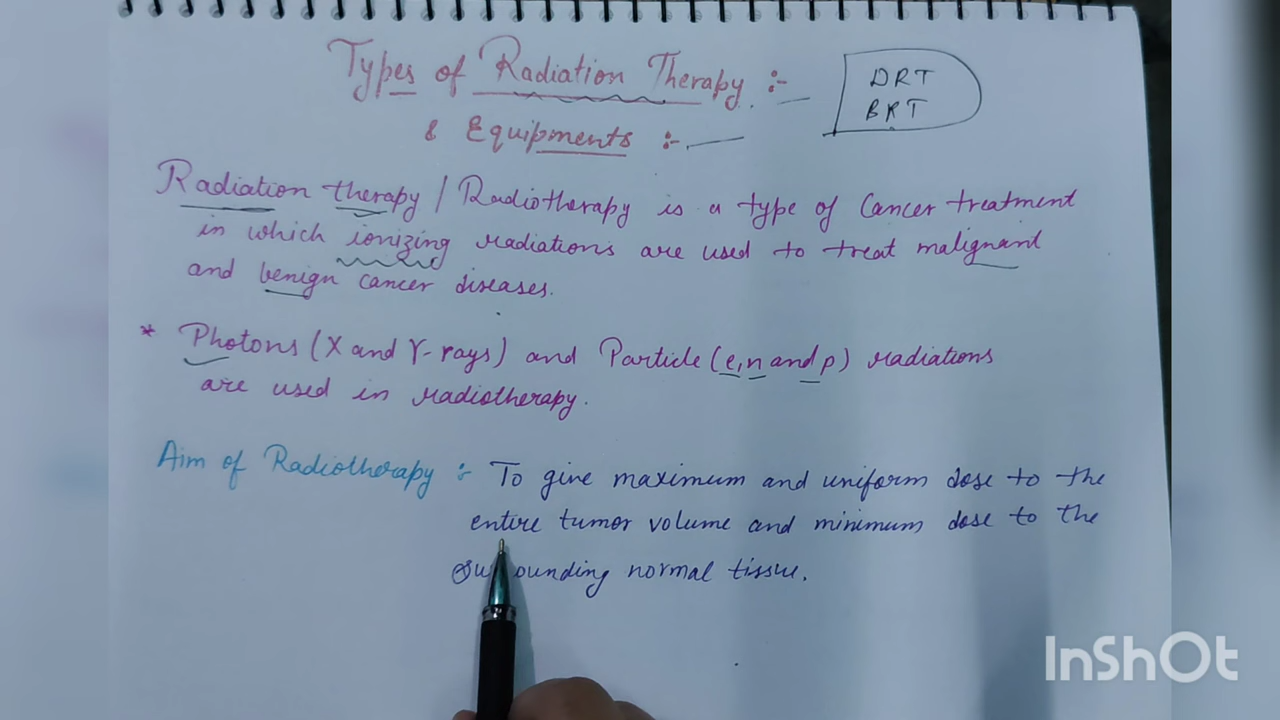 Types of Radiation Therapy :-
& Equipments :-
DRT
BRT
Radiation therapy / Radiotherapy is a type of Cancer treatment
in which ionizing radiations are used to treat malignant
and benign cancer diseases.
* Photons (X and γ-rays) and Particle (e, n and p) radiations
are used in radiotherapy.
Aim of Radiotherapy :- To give maximum and uniform dose to the
entire tumor volume and minimum dose to the
normal tissue.
InShOt